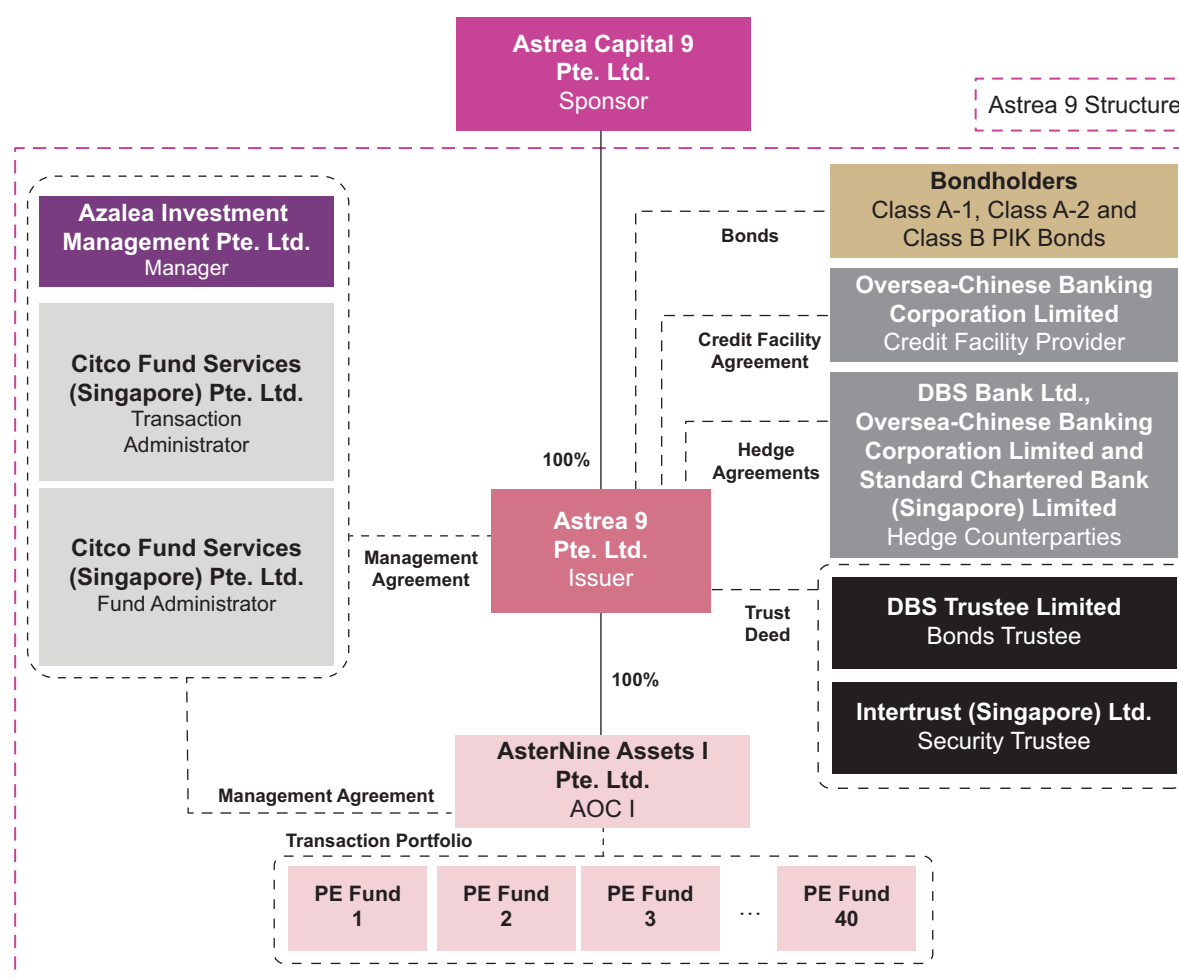 Astrea Capital 9
Pte. Ltd.
Sponsor
Astrea 9 Structure
Azalea Investment
Management Pte. Ltd.
Manager
Citco Fund Services
(Singapore) Pte. Ltd.
Transaction
Administrator
Citco Fund Services
(Singapore) Pte. Ltd.
Fund Administrator
Bondholders
Class A-1, Class A-2 and
Class B PIK Bonds
Bonds
Oversea-Chinese Banking
Corporation Limited
Credit Facility Provider
Credit Facility
Agreement
DBS Bank Ltd.,
Oversea-Chinese Banking
Corporation Limited and
Standard Chartered Bank
(Singapore) Limited
Hedge Counterparties
Hedge
Agreements
100%
Astrea 9
Pte. Ltd.
Issuer
Management
Agreement
Trust
Deed
DBS Trustee Limited
Bonds Trustee
Intertrust (Singapore) Ltd.
Security Trustee
100%
AsterNine Assets I
Pte. Ltd.
AOC I
Management Agreement
Transaction Portfolio
PE Fund
1
PE Fund
2
PE Fund
3
...
PE Fund
40